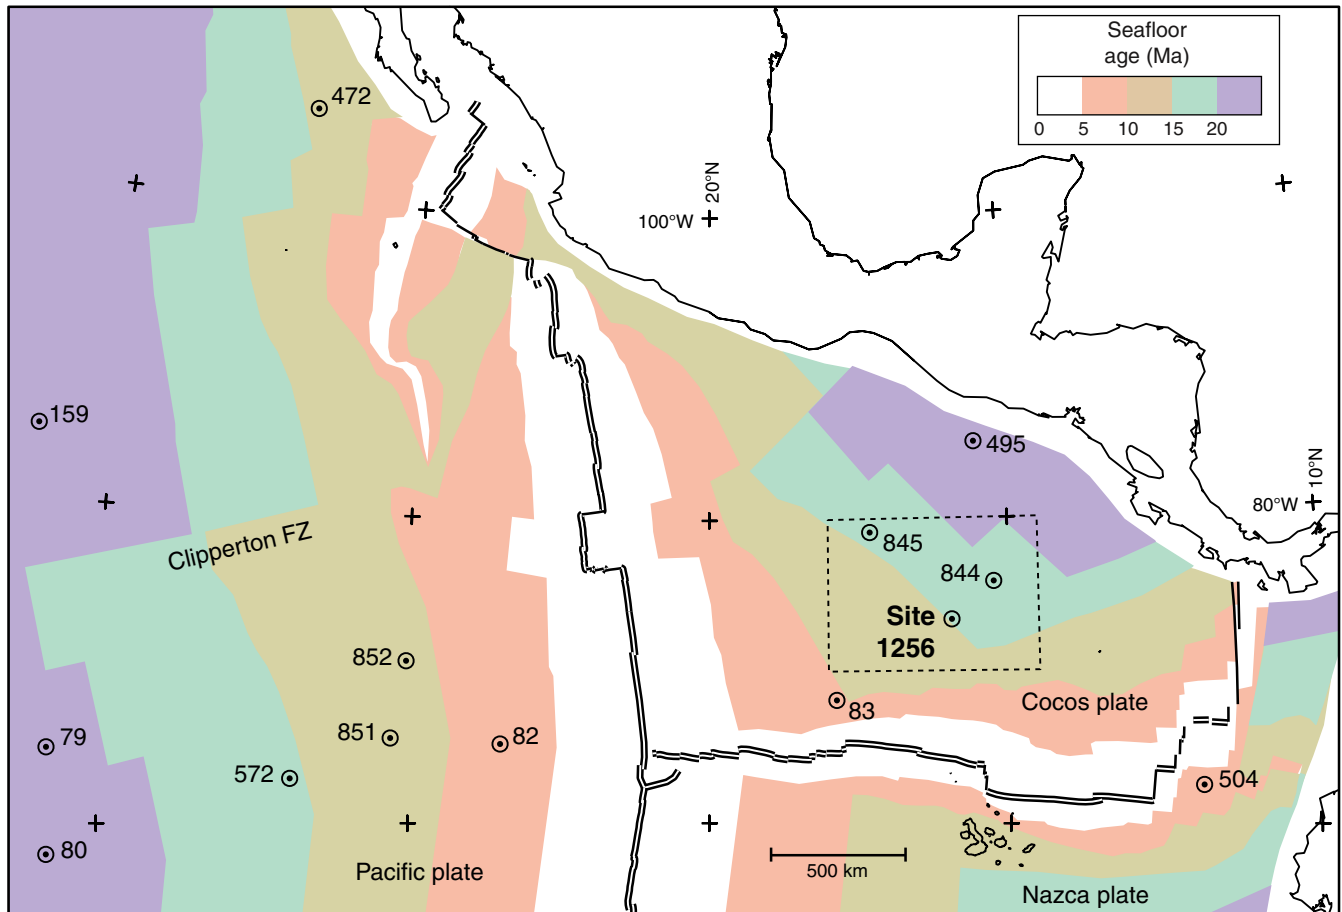 Seafloor
age (Ma)
0 5 10 15 20
472
20°N
100°W
159
495
10°N
80°W
Clipperton FZ
845
844
Site
1256
852
Cocos plate
83
851
82
79
572
504
80
500 km
Pacific plate
Nazca plate